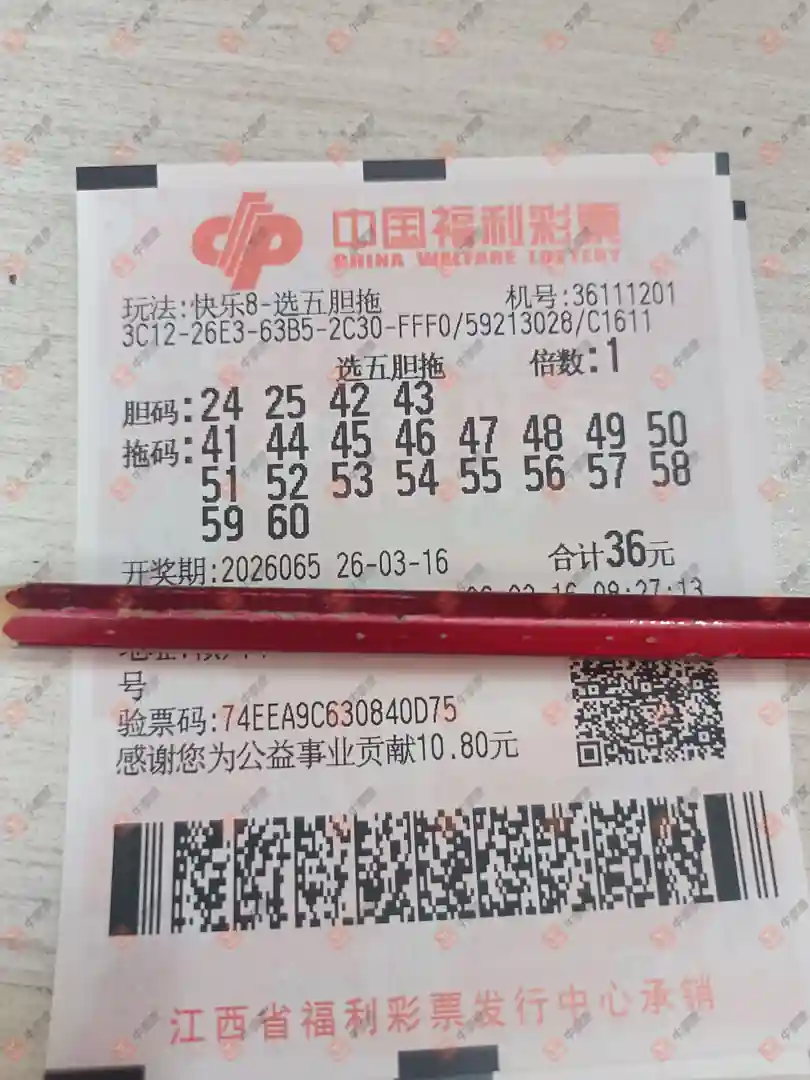 中国福利彩票
CHINA WELFARE LOTTERY
玩法:快乐8-选五胆拖 机号:36111201
3C12-26E3-63B5-2C30-FFF0/59213028/C1611
选五胆拖 倍数:1
胆码:24 25 42 43
拖码:41 44 45 46 47 48 49 50
51 52 53 54 55 56 57 58
59 60
开奖期:2026065 26-03-16 合计36元
号
验票码:74EEA9C630840D75
感谢您为公益事业贡献10.80元
江西省福利彩票发行中心承销